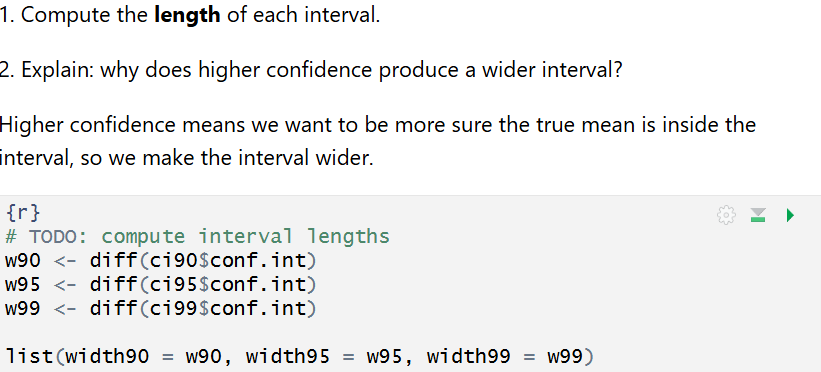 1. Compute the length of each interval.
2. Explain: why does higher confidence produce a wider interval?
Higher confidence means we want to be more sure the true mean is inside the
interval, so we make the interval wider.
{r}
# TODO: compute interval lengths
w90 <- diff(ci90$conf.int)
w95 <- diff(ci95$conf.int)
w99 <- diff(ci99$conf.int)
list(width90 = w90, width95 = w95, width99 = w99)